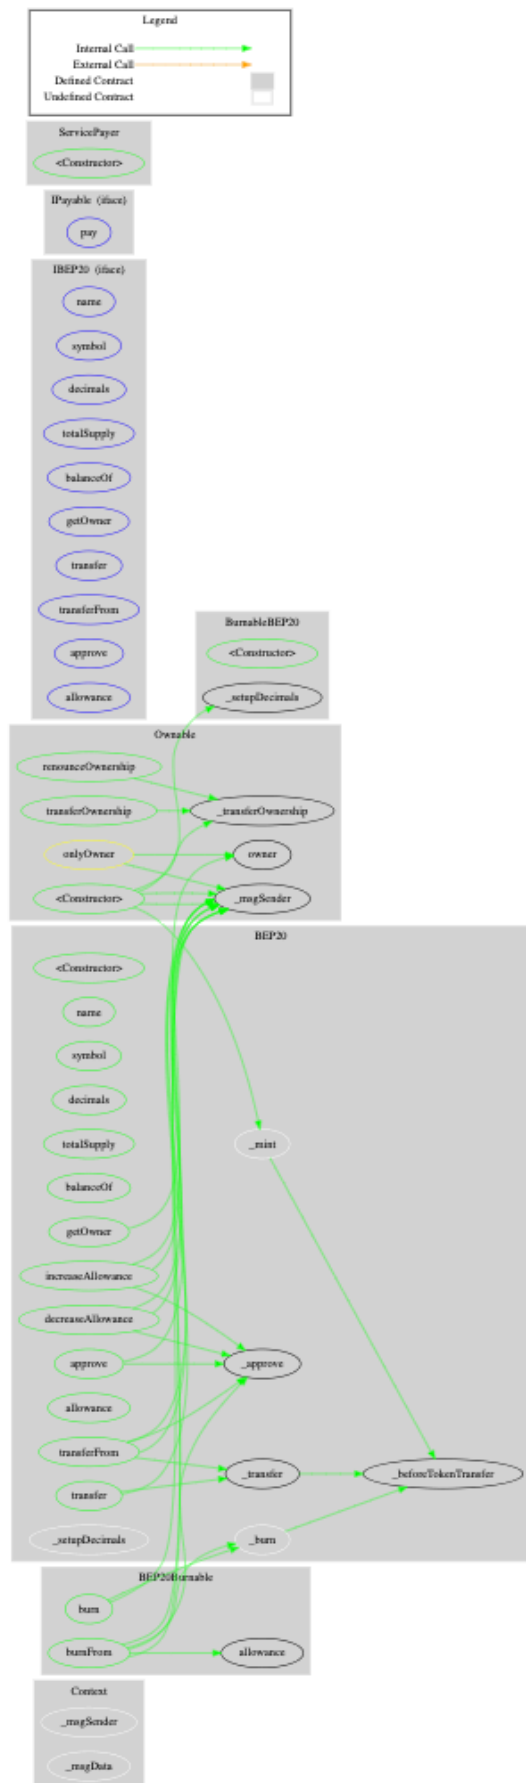 Legend
Internal Call
External Call
Defined Contract
Undefined Contract
ServicePayer
<Constructor>
IPayable (iface)
pay
IBEP20 (iface)
name
symbol
decimals
totalSupply
balanceOf
getOwner
transfer
transferFrom
approve
allowance
BurnableBEP20
<Constructor>
_setupDecimals
Ownable
renounceOwnership
transferOwnership
_transferOwnership
onlyOwner
owner
<Constructor>
_msgSender
BEP20
<Constructor>
name
symbol
decimals
totalSupply
_mint
balanceOf
getOwner
increaseAllowance
decreaseAllowance
approve
_approve
allowance
transferFrom
transfer
_transfer
_beforeTokenTransfer
_setupDecimals
_burn
BEP20Burnable
burn
burnFrom
allowance
Context
_msgSender
_msgData